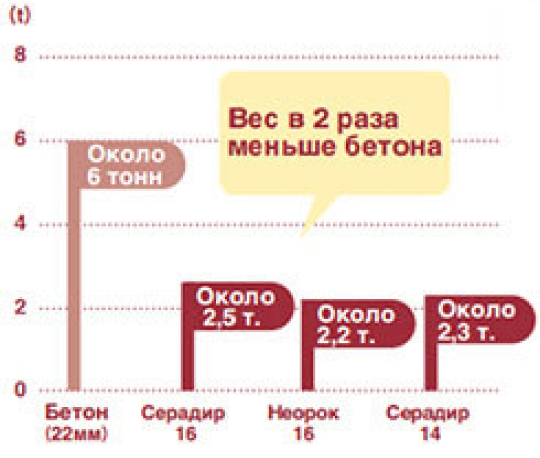 (t)
8
6
4
2
0
Вес в 2 раза
меньше бетона
Около
6 тонн
Около
2,5 т.
Около
2,2 т.
Около
2,3 т.
Бетон
(22мм)
Серадир
16
Неорок
16
Серадир
14